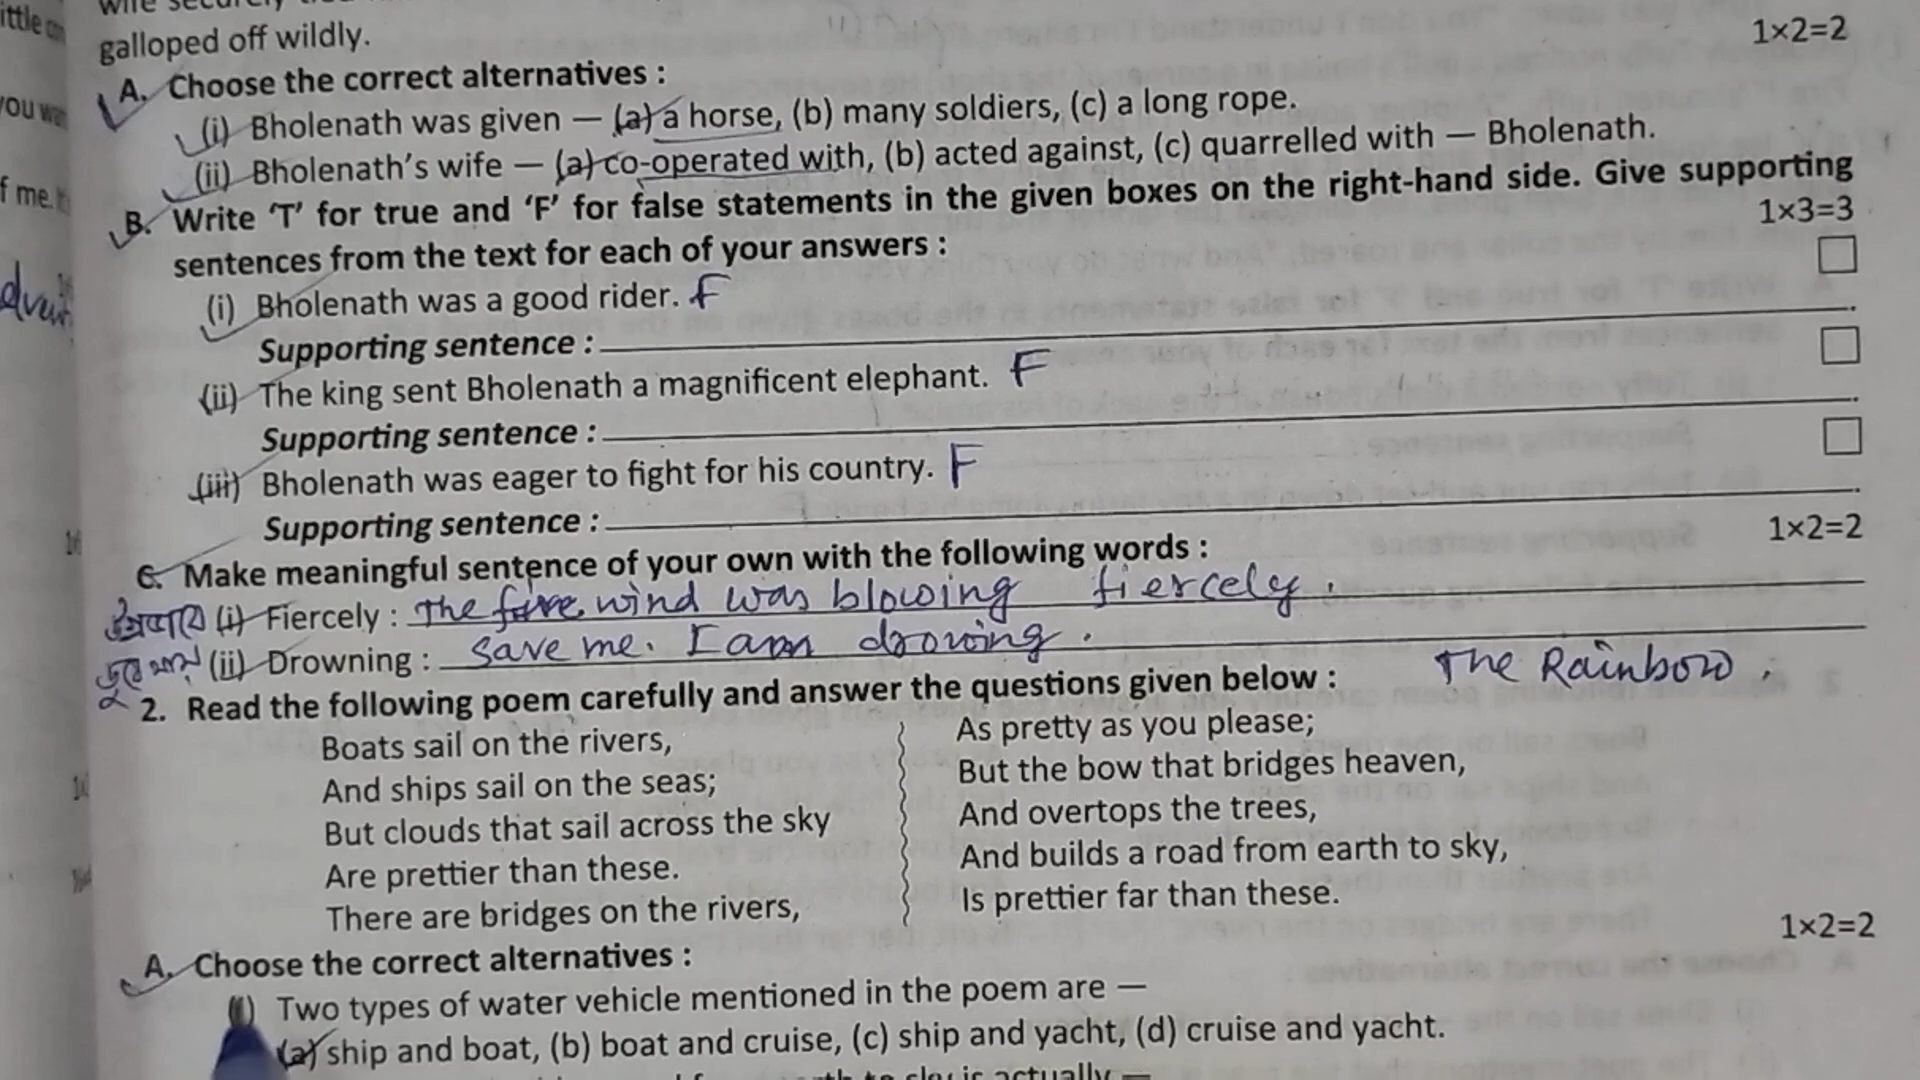 galloped off wildly.
1×2=2
A. Choose the correct alternatives :
(i) Bholenath was given — (a) a horse, (b) many soldiers, (c) a long rope.
(ii) Bholenath's wife — (a) co-operated with, (b) acted against, (c) quarrelled with — Bholenath.
B. Write 'T' for true and 'F' for false statements in the given boxes on the right-hand side. Give supporting
sentences from the text for each of your answers :
1×3=3
(i) Bholenath was a good rider. F
Supporting sentence :
(ii) The king sent Bholenath a magnificent elephant. F
Supporting sentence :
(iii) Bholenath was eager to fight for his country. F
Supporting sentence :
C. Make meaningful sentence of your own with the following words :
1×2=2
(i) Fiercely : The wind was blowing fiercely.
(ii) Drowning : save me. I am droving.
The Rainbow,
2. Read the following poem carefully and answer the questions given below :
Boats sail on the rivers,
And ships sail on the seas;
But clouds that sail across the sky
Are prettier than these.
There are bridges on the rivers,
As pretty as you please;
But the bow that bridges heaven,
And overtops the trees,
And builds a road from earth to sky,
Is prettier far than these.
A. Choose the correct alternatives :
1×2=2
(i) Two types of water vehicle mentioned in the poem are —
(a) ship and boat, (b) boat and cruise, (c) ship and yacht, (d) cruise and yacht.